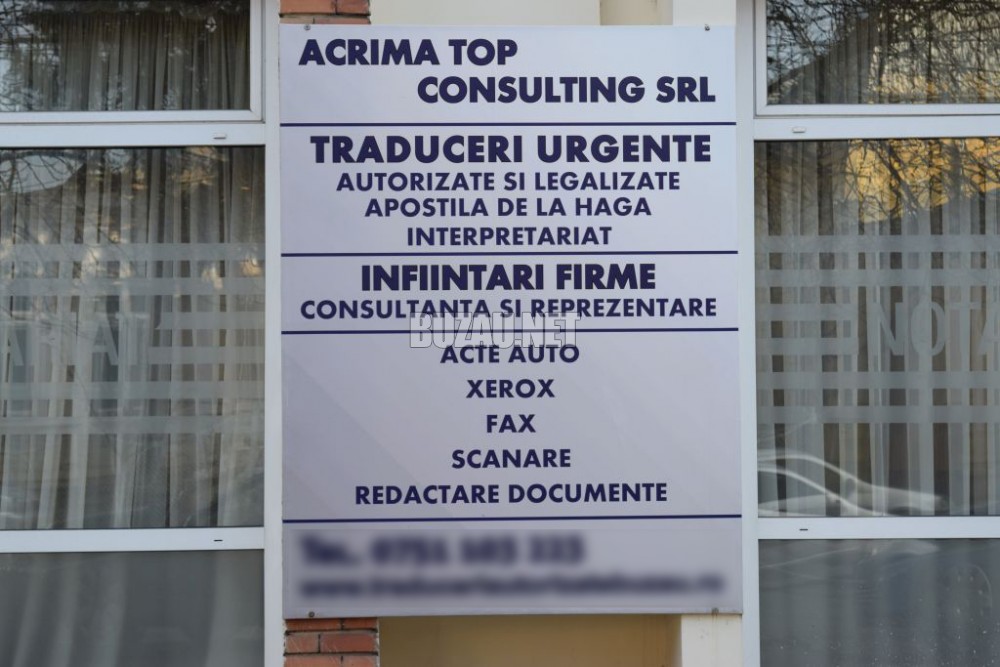 ACRIMA TOP
CONSULTING SRL
TRADUCERI URGENTE
AUTORIZATE SI LEGALIZATE
APOSTILA DE LA HAGA
INTERPRETARIAT
INFIINTARI FIRME
CONSULTANTA SI REPREZENTARE
BUZAU.NET
ACTE AUTO
XEROX
FAX
SCANARE
REDACTARE DOCUMENTE